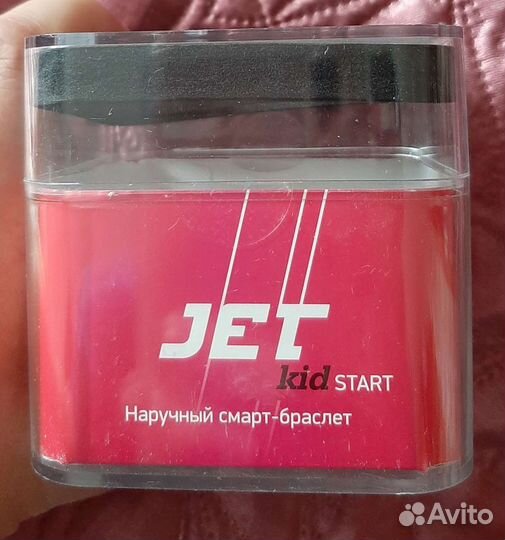 JET
kid START
Наручный смарт-браслет
Avito